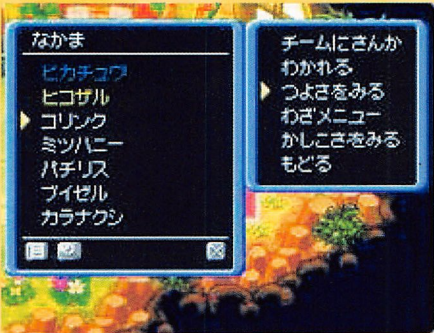 なかま
ピカチュウ
ヒコザル
コリンク
ミツハニー
パチリス
ブイゼル
カラナクシ
チームにさんか
わかれる
つよさをみる
わざメニュー
かしこさをみる
もどる